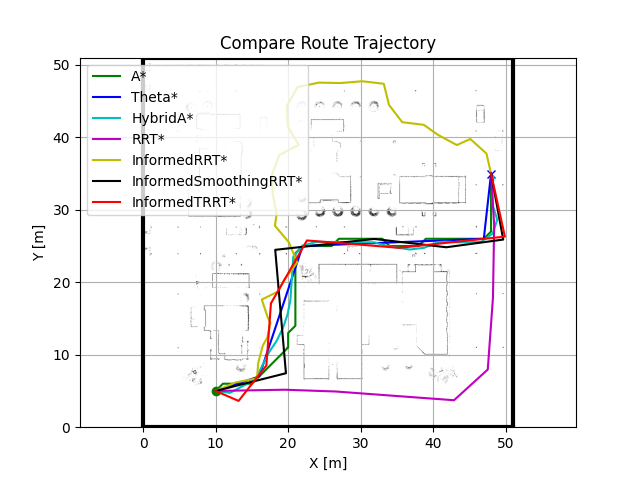 Compare Route Trajectory
A*
Theta*
HybridA*
RRT*
InformedRRT*
InformedSmoothingRRT*
InformedTRRT*
Y [m]
50
40
30
20
10
0
0 10 20 30 40 50
X [m]